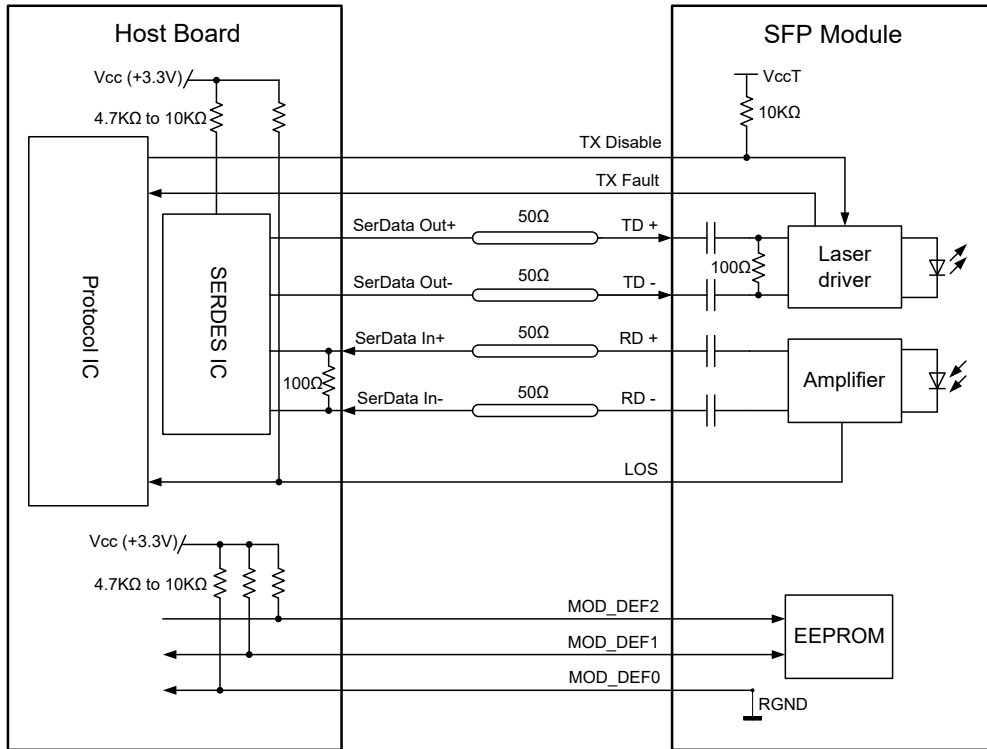 Host Board
SFP Module
Vcc (+3.3V)
VccT
4.7KΩ to 10KΩ
10KΩ
TX Disable
TX Fault
SerData Out+
50Ω
TD +
SerData Out-
50Ω
TD -
100Ω
Laser
driver
Protocol IC
SERDES IC
SerData In+
50Ω
RD +
100Ω
SerData In-
50Ω
RD -
Amplifier
LOS
Vcc (+3.3V)
4.7KΩ to 10KΩ
MOD_DEF2
MOD_DEF1
MOD_DEF0
EEPROM
RGND